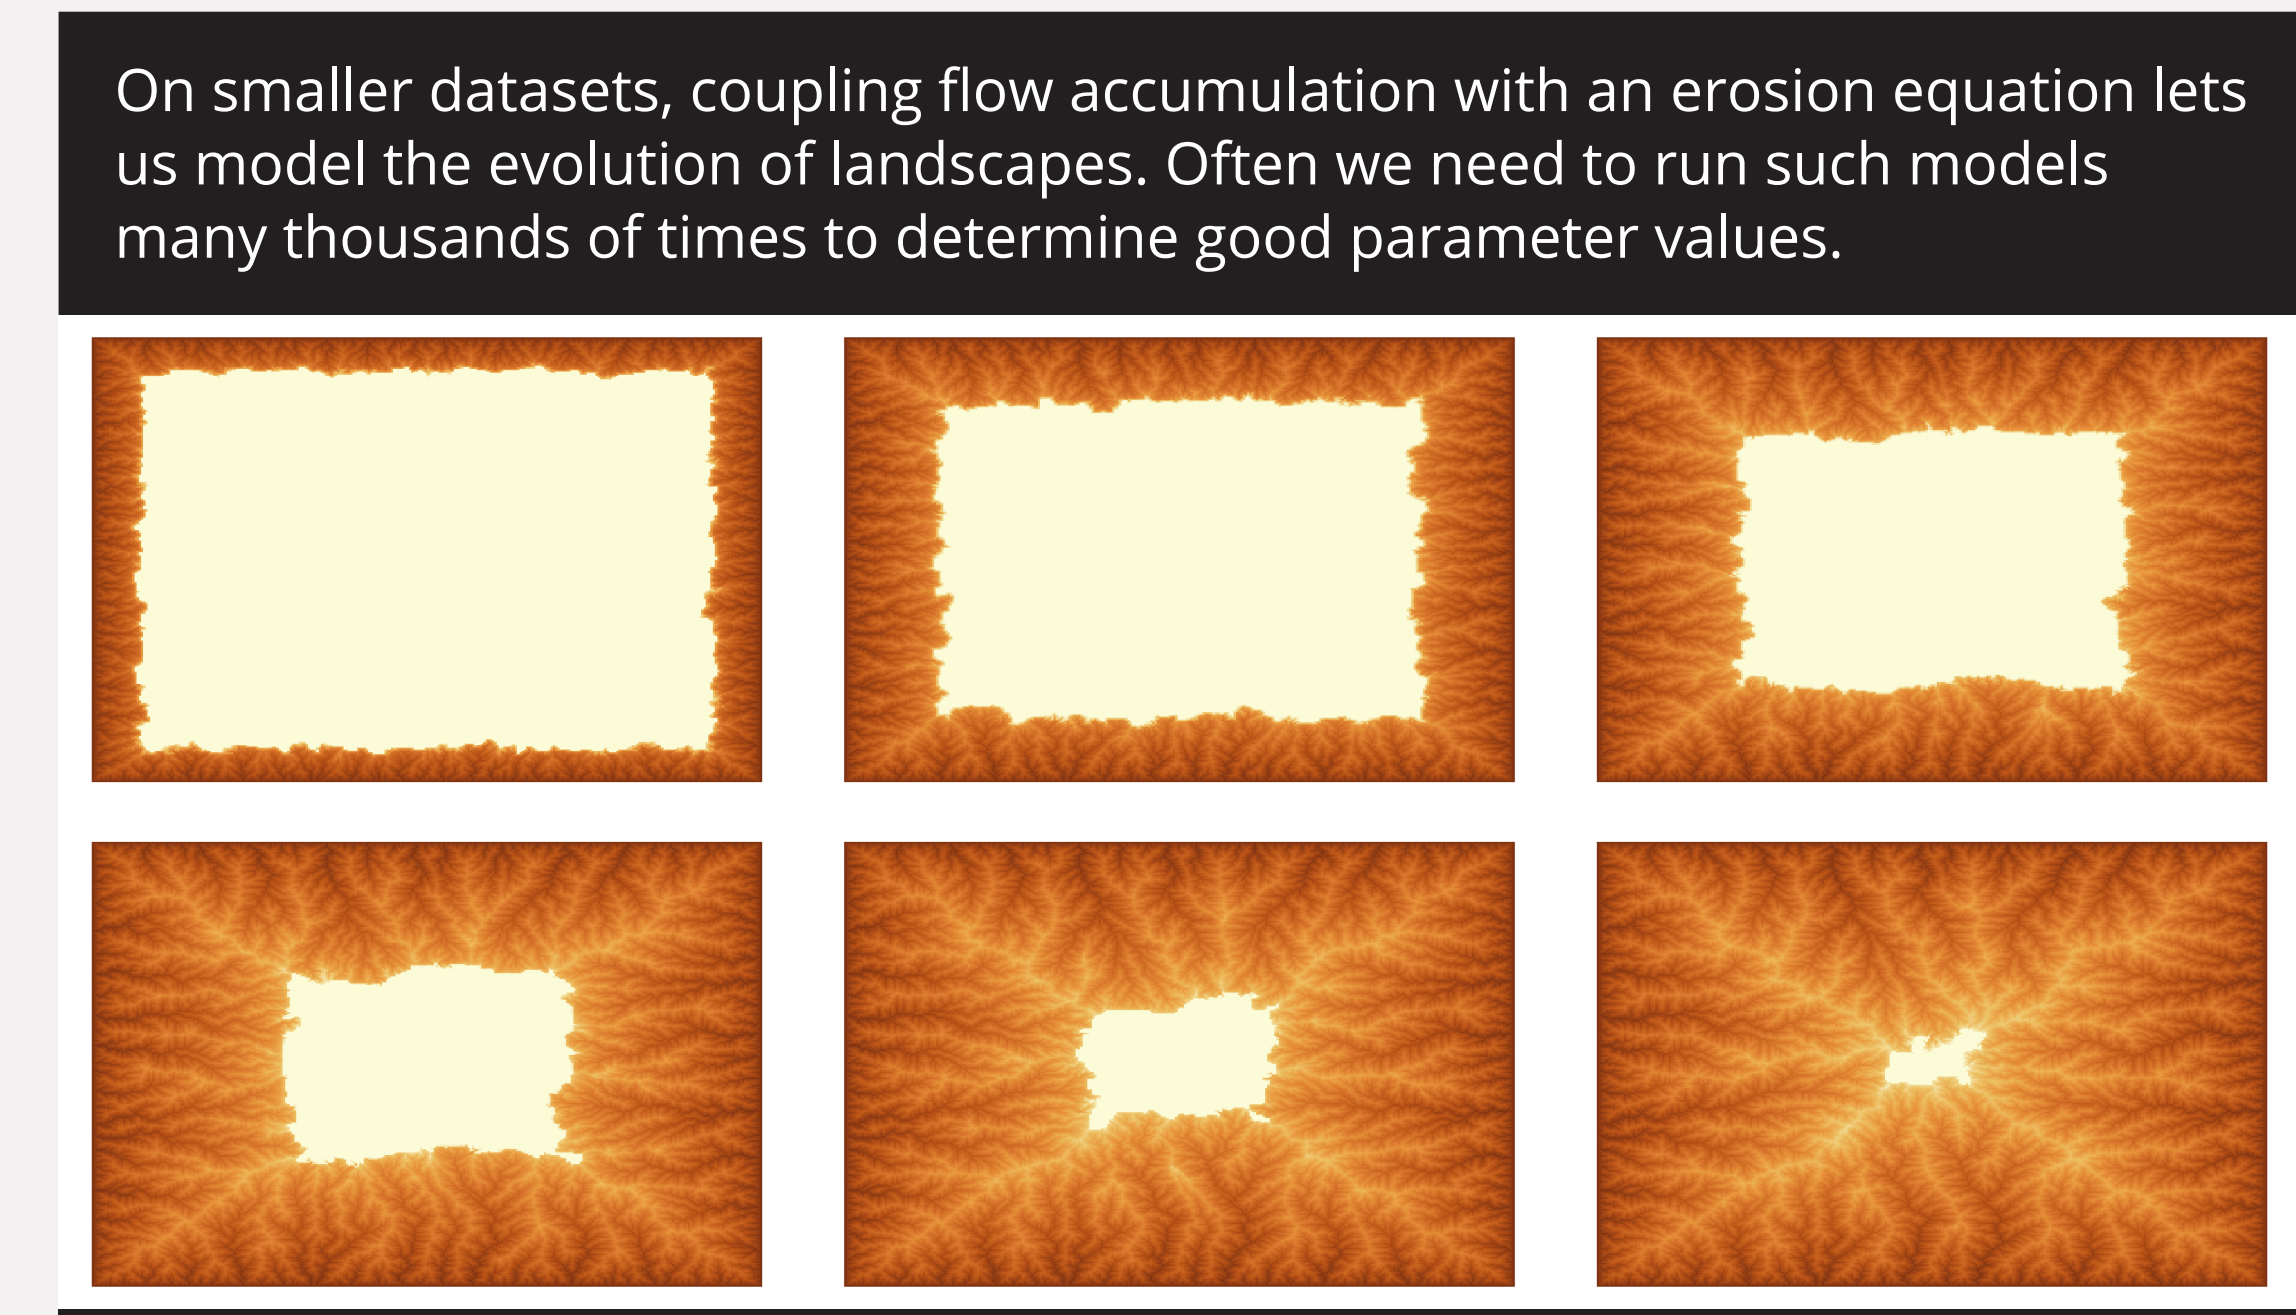 On smaller datasets, coupling flow accumulation with an erosion equation lets
us model the evolution of landscapes. Often we need to run such models
many thousands of times to determine good parameter values.